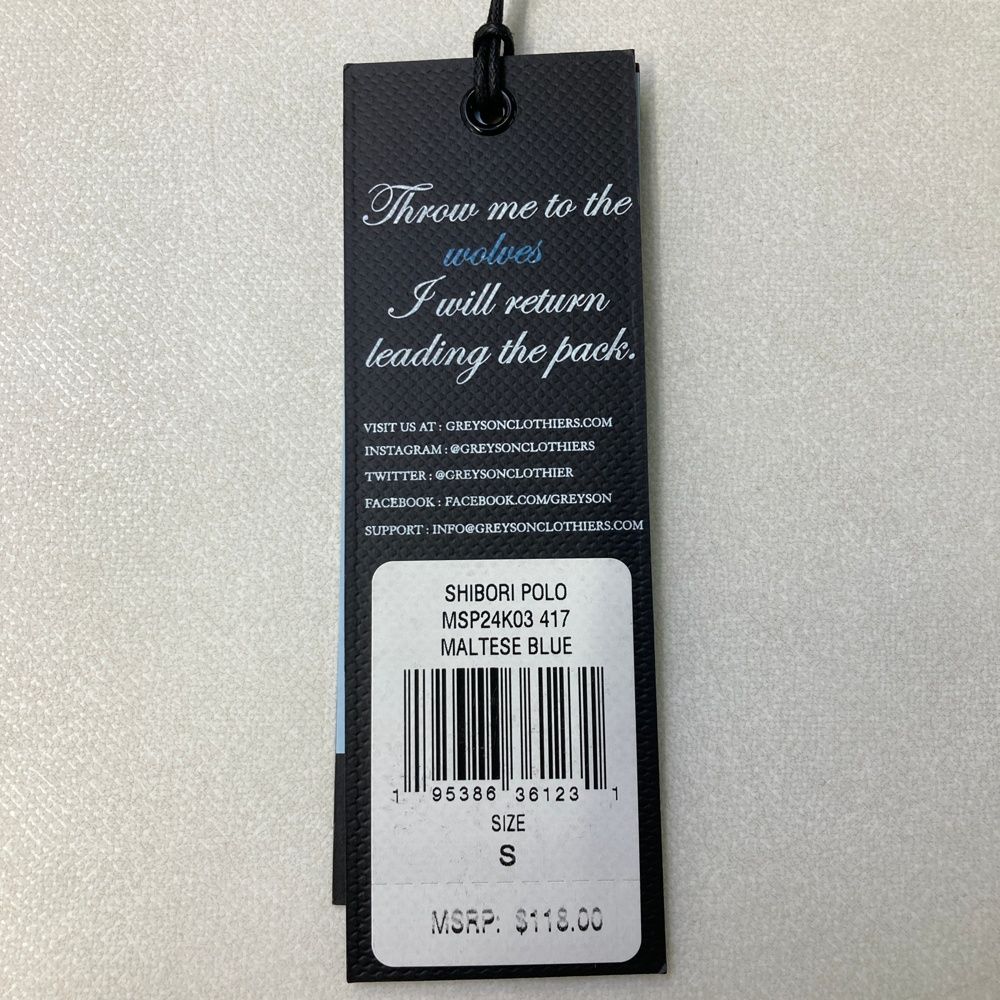 Throw me to the
wolves
I will return
leading the pack.
VISIT US AT : GREYSONCLOTHIERS.COM
INSTAGRAM : @GREYSONCLOTHIERS
TWITTER : @GREYSONCLOTHIER
FACEBOOK : FACEBOOK.COM/GREYSON
SUPPORT : INFO@GREYSONCLOTHIERS.COM
SHIBORI POLO
MSP24K03 417
MALTESE BLUE
1 95386 36123 1
SIZE
S
MSRP: $118.00